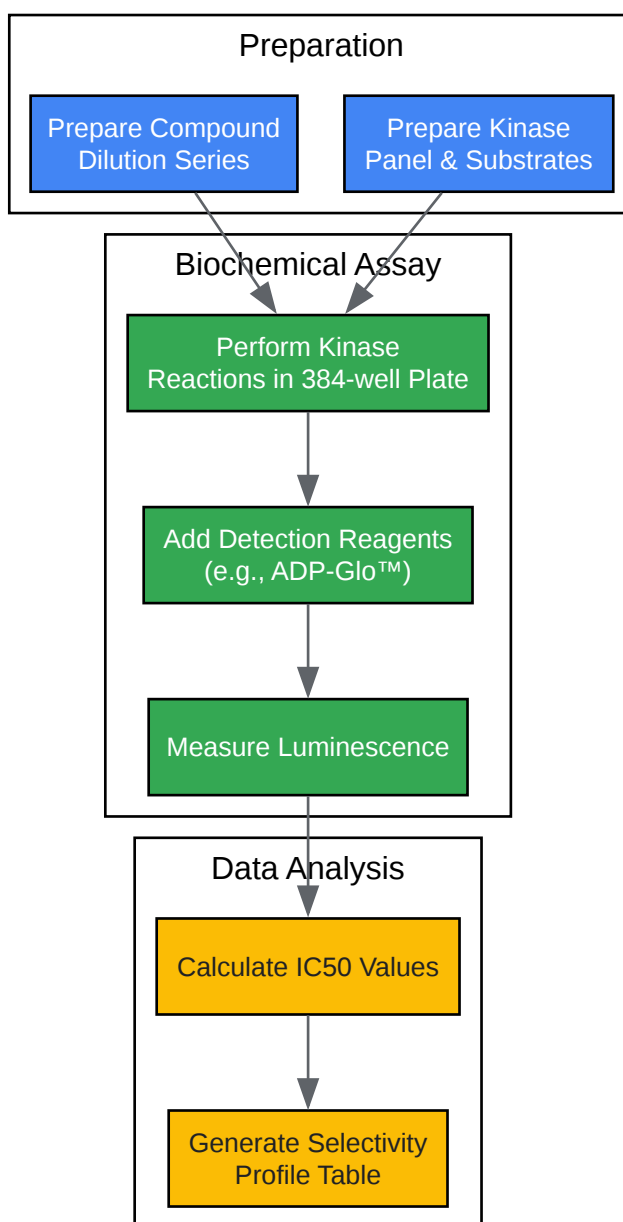 Preparation
Prepare Compound
Dilution Series
Prepare Kinase
Panel & Substrates
Biochemical Assay
Perform Kinase
Reactions in 384-well Plate
Add Detection Reagents
(e.g., ADP-Glo™)
Measure Luminescence
Data Analysis
Calculate IC50 Values
Generate Selectivity
Profile Table